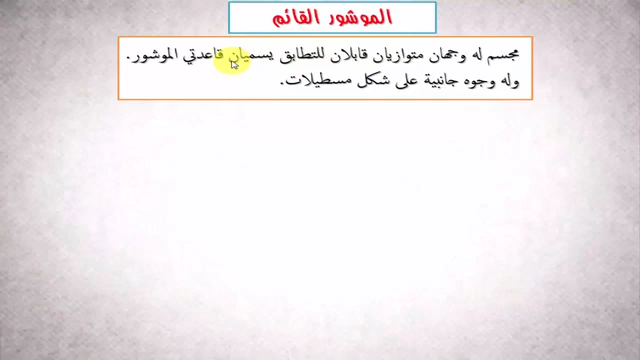 الموشور القائم
مجسم له وجهان متوازيان قابلان للتطابق يسميان قاعدتي الموشور.
وله وجوه جانبية على شكل مستطيلات.